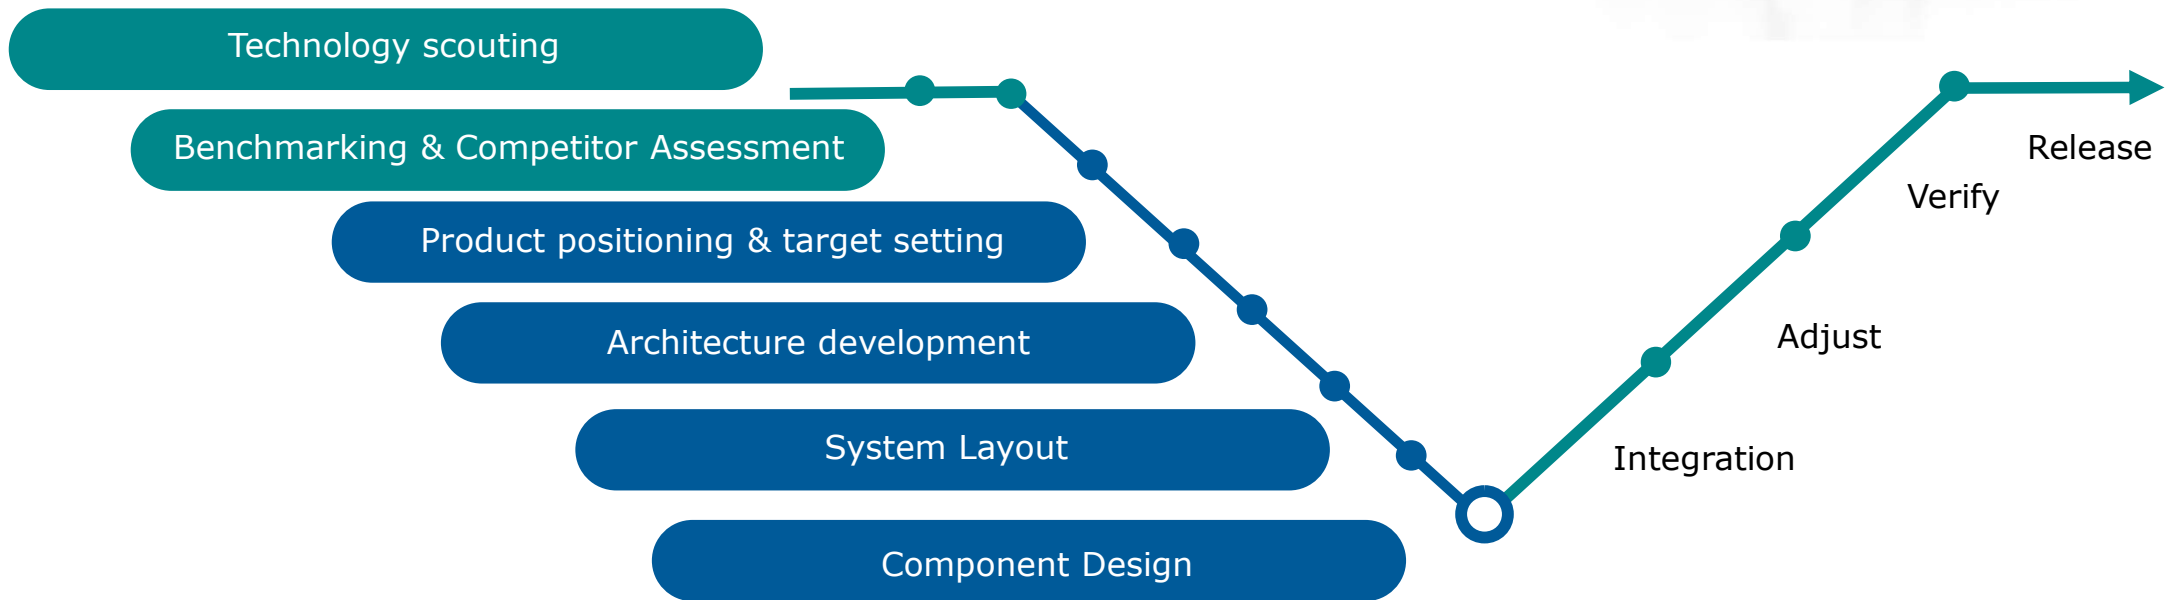 Technology scouting
Benchmarking & Competitor Assessment
Product positioning & target setting
Architecture development
System Layout
Component Design
Integration
Adjust
Verify
Release